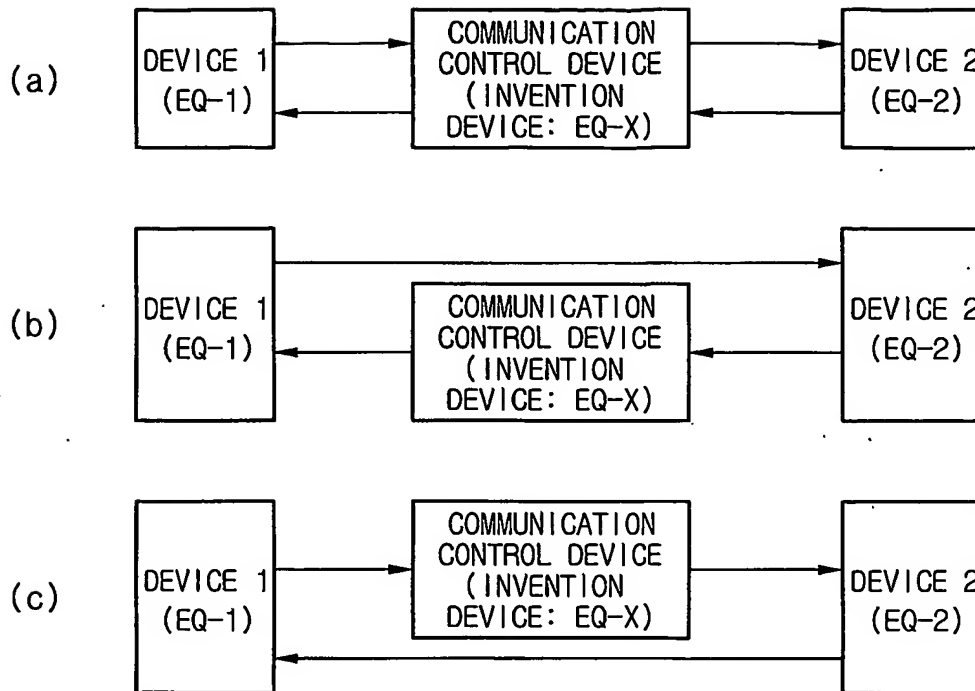 (a)
DEVICE 1
(EQ-1)
COMMUNICATION
CONTROL DEVICE
(INVENTION
DEVICE: EQ-X)
DEVICE 2
(EQ-2)
(b)
DEVICE 1
(EQ-1)
COMMUNICATION
CONTROL DEVICE
(INVENTION
DEVICE: EQ-X)
DEVICE 2
(EQ-2)
(c)
DEVICE 1
(EQ-1)
COMMUNICATION
CONTROL DEVICE
(INVENTION
DEVICE: EQ-X)
DEVICE 2
(EQ-2)